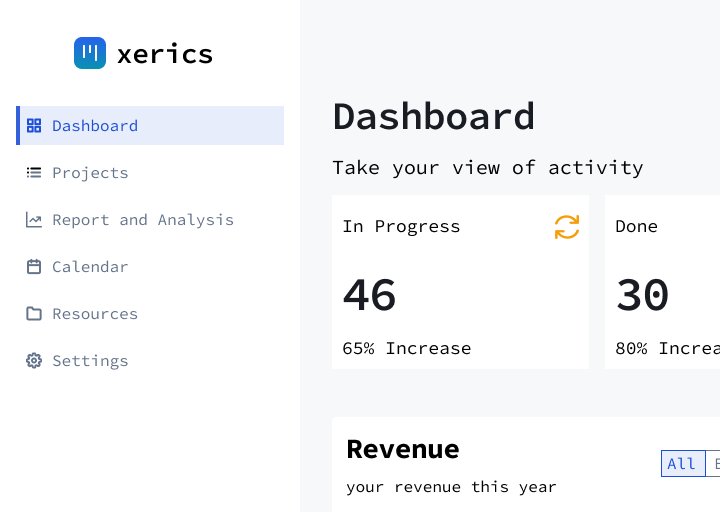 xerics
Dashboard
Projects
Report and Analysis
Calendar
Resources
Settings
Dashboard
Take your view of activity
In Progress
46
65% Increase
Done
30
80%
Revenue
your revenue this year
All